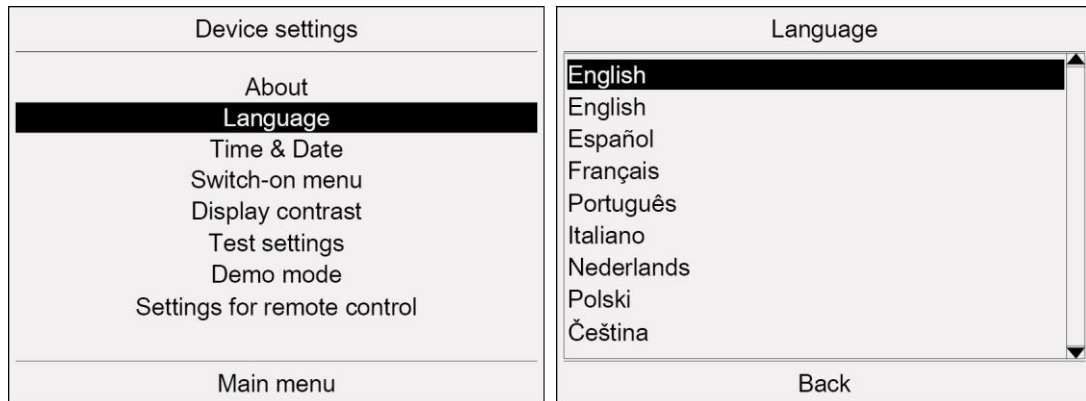 Device settings
About
Language
Time & Date
Switch-on menu
Display contrast
Test settings
Demo mode
Settings for remote control
Main menu
Language
English
English
Español
Français
Português
Italiano
Nederlands
Polski
Čeština
Back